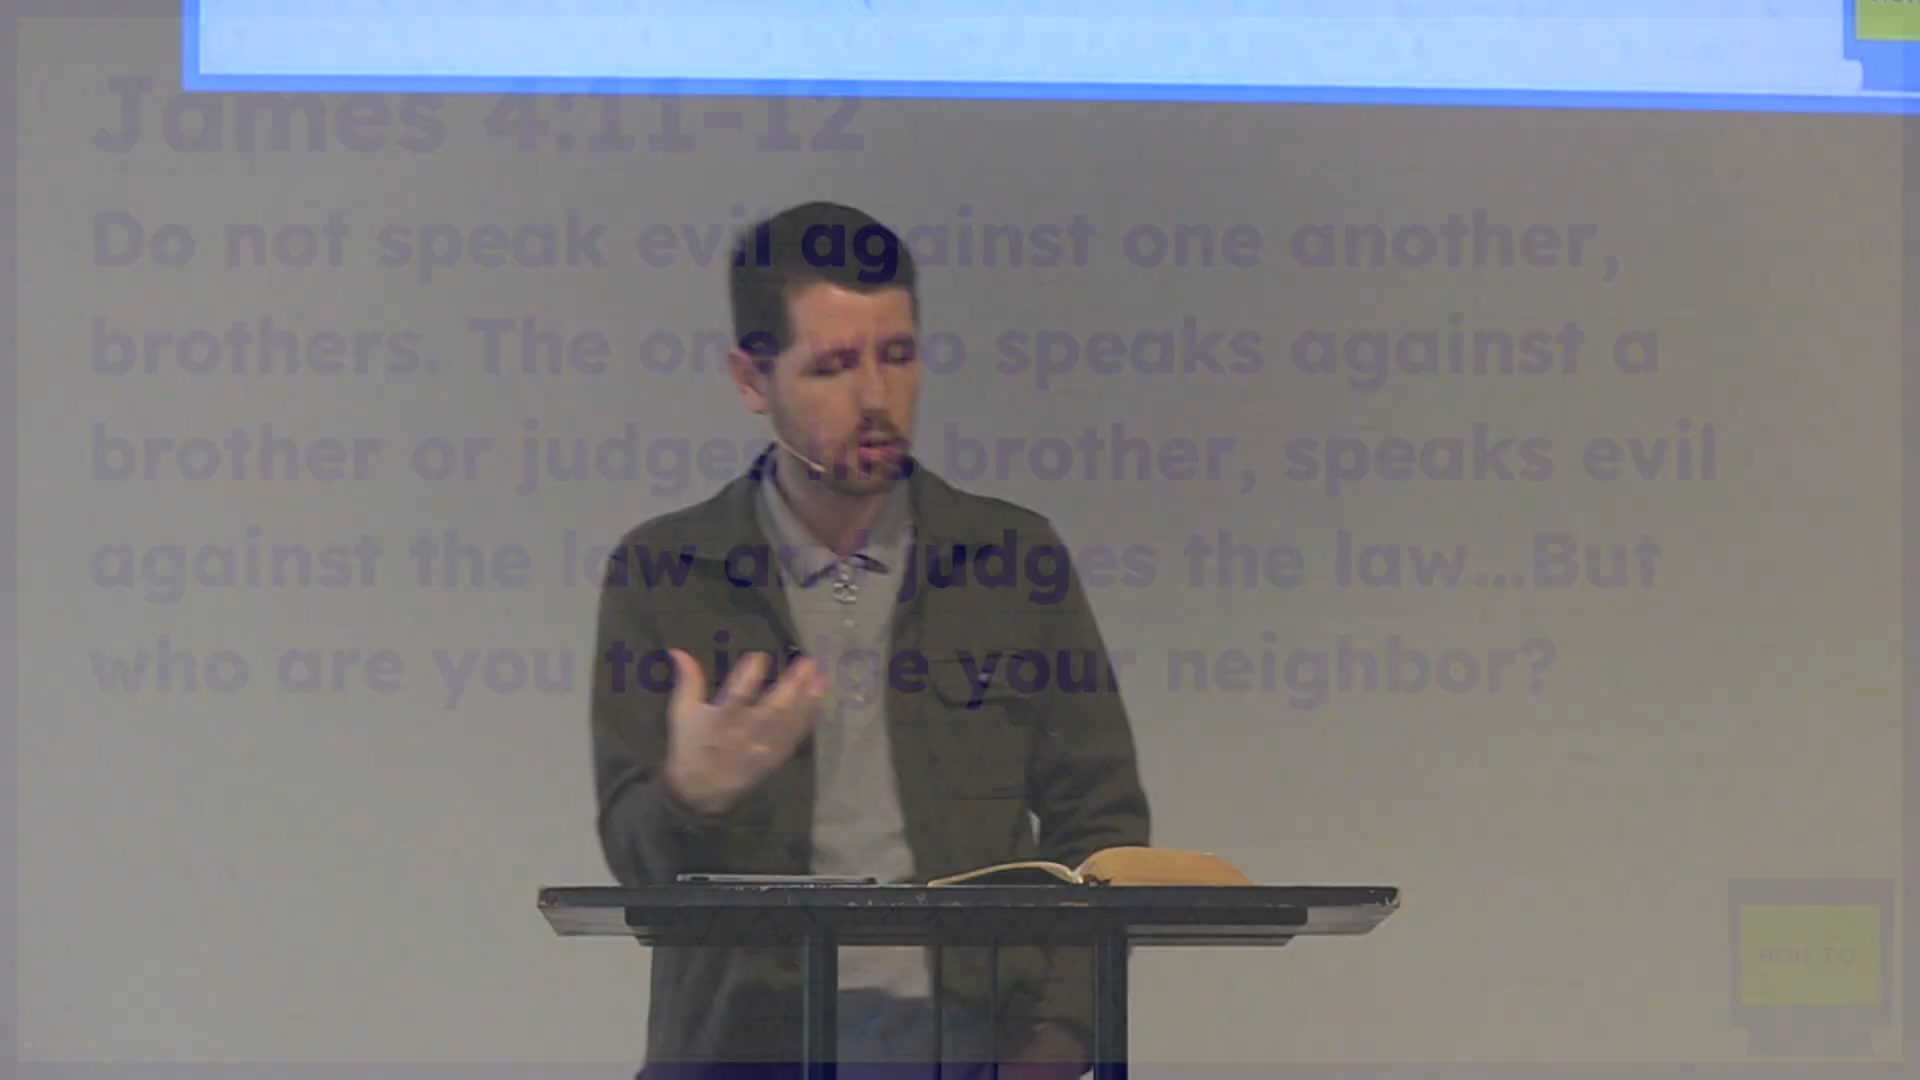 James 4:11-12
Do not speak evil against one another,
brothers. The one who speaks against a
brother or judges his brother, speaks evil
against the law and judges the law...But
who are you to judge your neighbor?
HOW TO